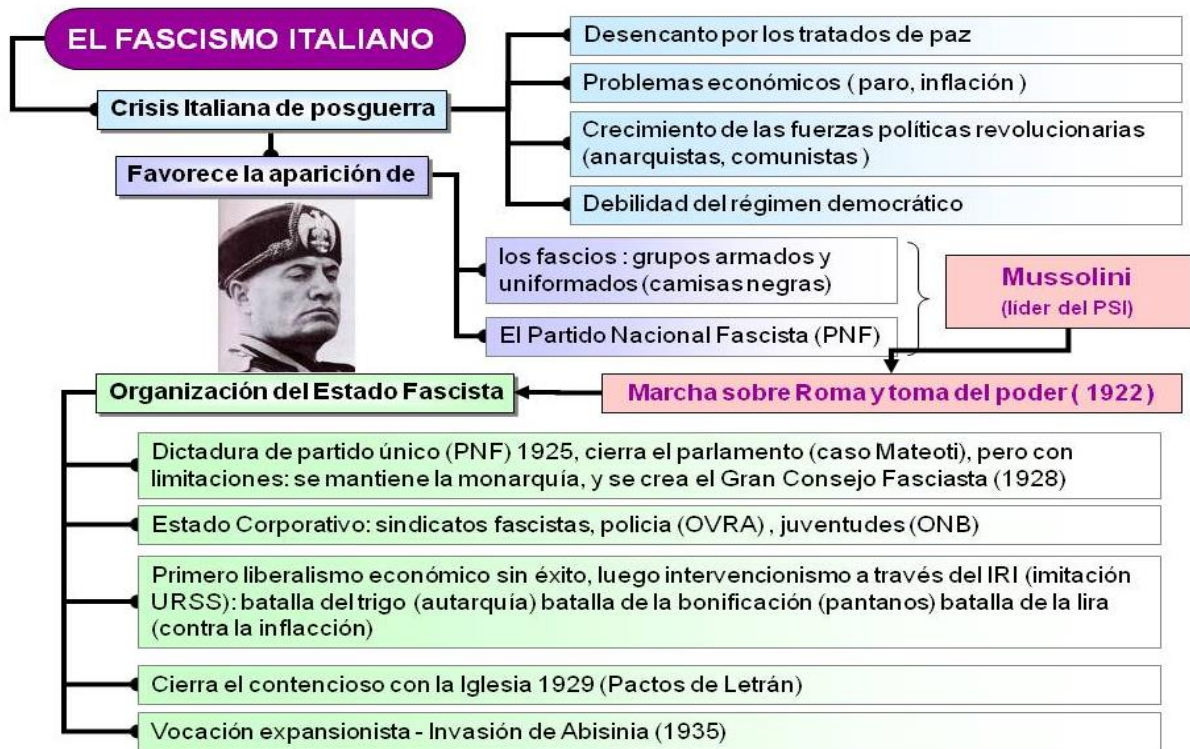 EL FASCISMO ITALIANO
Crisis Italiana de posguerra
Desencanto por los tratados de paz
Problemas económicos ( paro, inflación )
Crecimiento de las fuerzas políticas revolucionarias
(anarquistas, comunistas )
Debilidad del régimen democrático
Favorece la aparición de
los fascios : grupos armados y
uniformados (camisas negras)
El Partido Nacional Fascista (PNF)
Mussolini
(líder del PSI)
Marcha sobre Roma y toma del poder ( 1922 )
Organización del Estado Fascista
Dictadura de partido único (PNF) 1925, cierra el parlamento (caso Mateoti), pero con
limitaciones: se mantiene la monarquía, y se crea el Gran Consejo Fasciasta (1928)
Estado Corporativo: sindicatos fascistas, policia (OVRA) , juventudes (ONB)
Primero liberalismo económico sin éxito, luego intervencionismo a través del IRI (imitación
URSS): batalla del trigo (autarquía) batalla de la bonificación (pantanos) batalla de la lira
(contra la inflacción)
Cierra el contencioso con la Iglesia 1929 (Pactos de Letrán)
Vocación expansionista - Invasión de Abisinia (1935)